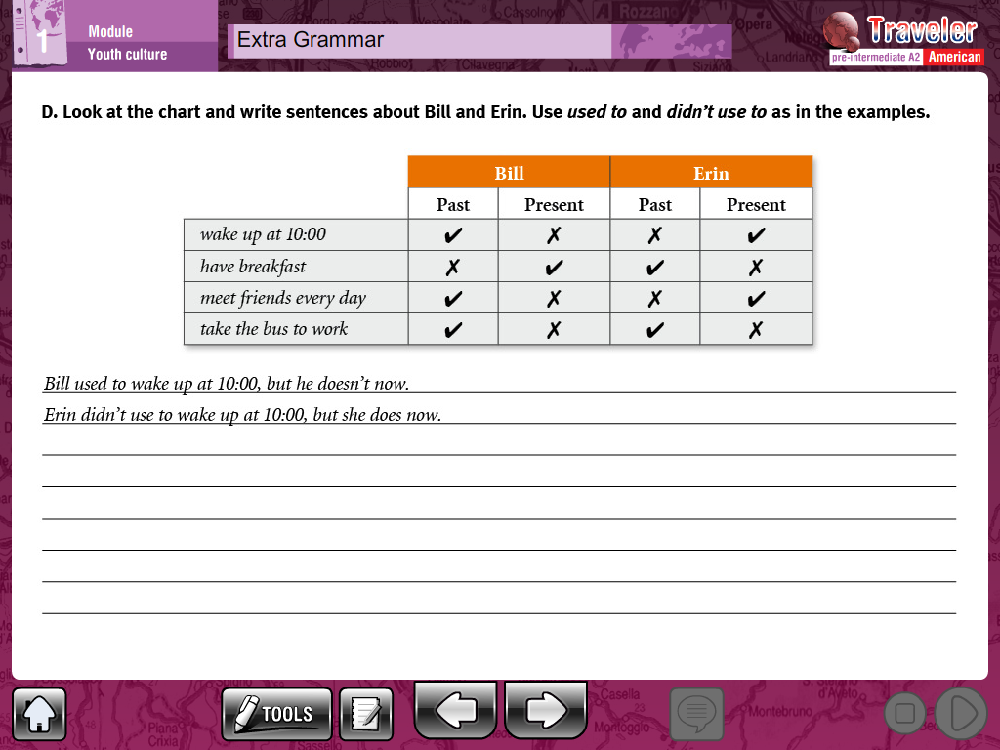 Module
1
Youth culture
Extra Grammar
Traveler
pre-intermediate A2 American
D. Look at the chart and write sentences about Bill and Erin. Use used to and didn't use to as in the examples.
Bill Erin
Past Present Past Present
wake up at 10:00 ✔ ✗ ✗ ✔
have breakfast ✗ ✔ ✔ ✗
meet friends every day ✔ ✗ ✗ ✔
take the bus to work ✔ ✗ ✔ ✗
Bill used to wake up at 10:00, but he doesn't now.
Erin didn't use to wake up at 10:00, but she does now.
TOOLS